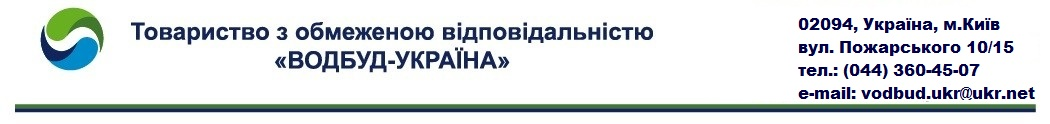 Товариство з обмеженою відповідальністю
«ВОДБУД-УКРАЇНА»
02094, Україна, м.Київ
вул. Пожарського 10/15
тел.: (044) 360-45-07
e-mail: vodbud.ukr@ukr.net